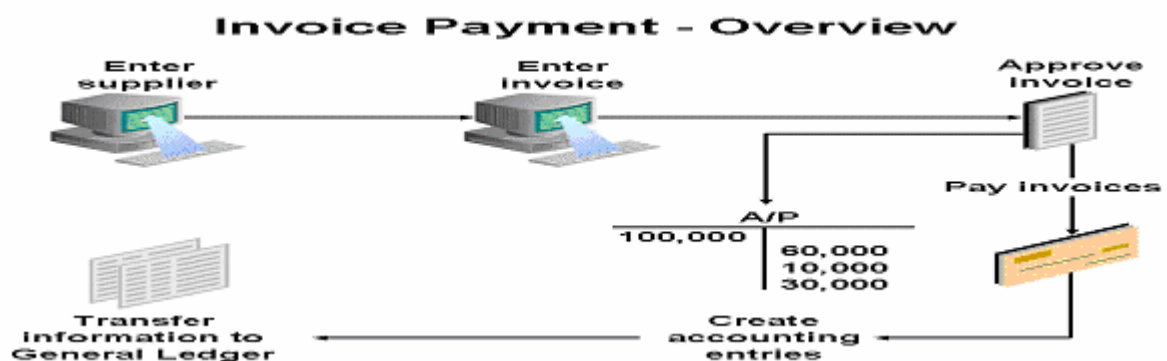 Invoice Payment - Overview
Enter
supplier
Enter
invoice
Approve
invoice
Pay invoices
A/P
100,000
60,000
10,000
30,000
Transfer
information to
General Ledger
Create
accounting
entries